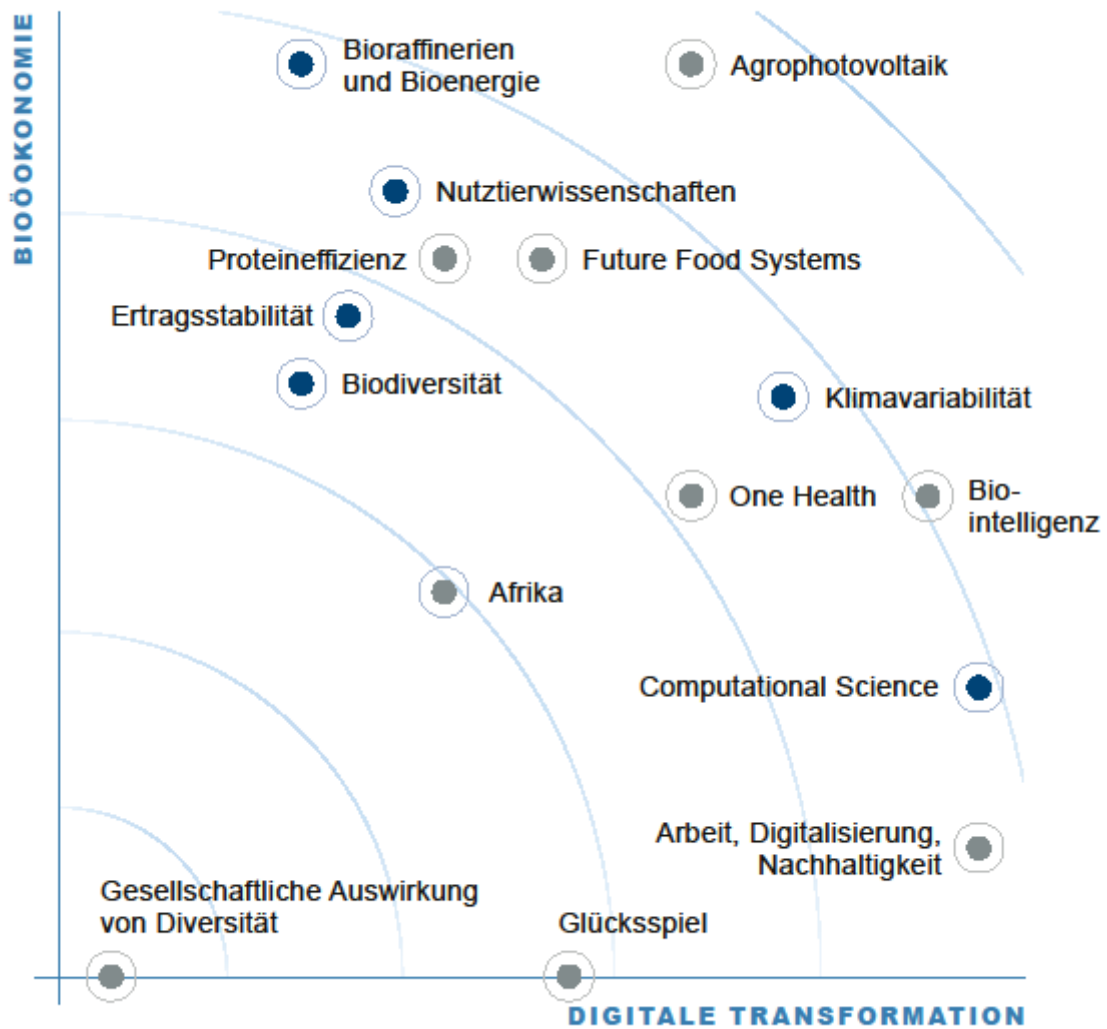 BIOÖOKONOMIE
Bioraffinerien
und Bioenergie
Agrophotovoltaik
Nutztierwissenschaften
Proteineffizienz
Future Food Systems
Ertragsstabilität
Biodiversität
Klimavariabilität
One Health
Bio-
intelligenz
Afrika
Computational Science
Arbeit, Digitalisierung,
Nachhaltigkeit
Gesellschaftliche Auswirkung
von Diversität
Glücksspiel
DIGITALE TRANSFORMATION